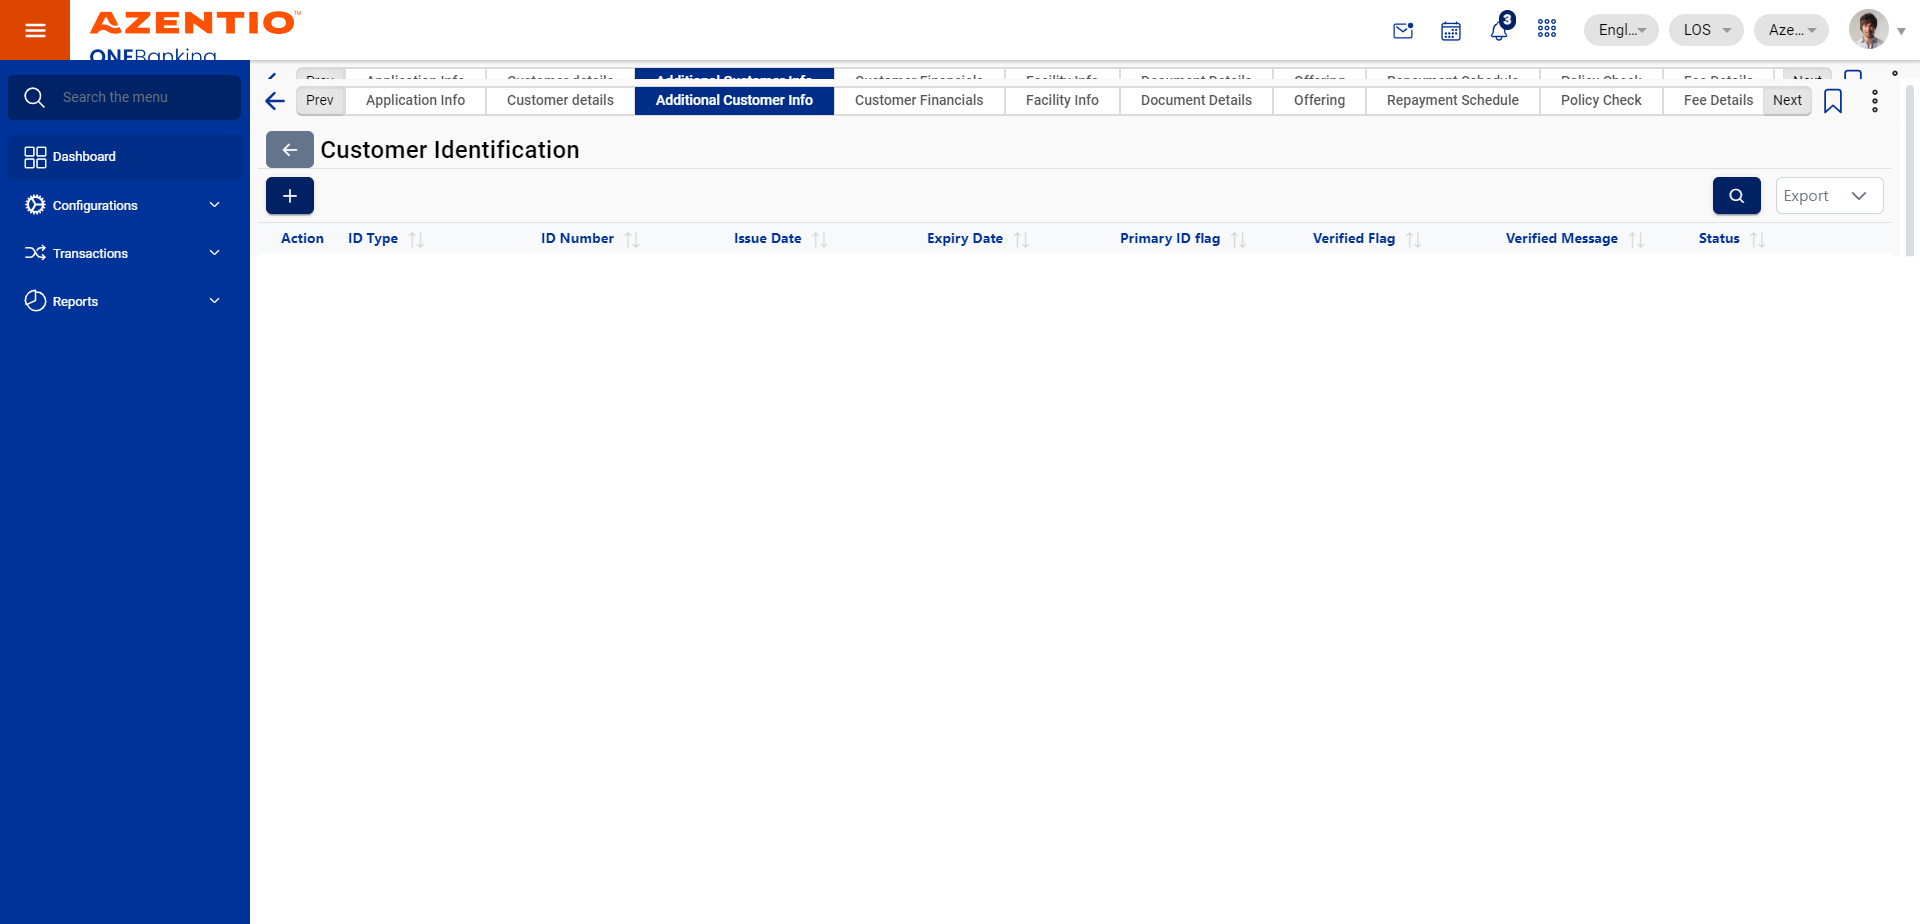 AZENTIO™
ONEBanking
3
Engl...
LOS
Aze...
Search the menu
Dashboard
Configurations
Transactions
Reports
Prev Application Info Customer details Additional Customer Info Customer Financials Facility Info Document Details Offering Repayment Schedule Policy Check Fee Details Next
Prev Application Info Customer details Additional Customer Info Customer Financials Facility Info Document Details Offering Repayment Schedule Policy Check Fee Details Next
Customer Identification
Export
Action ID Type ID Number Issue Date Expiry Date Primary ID flag Verified Flag Verified Message Status